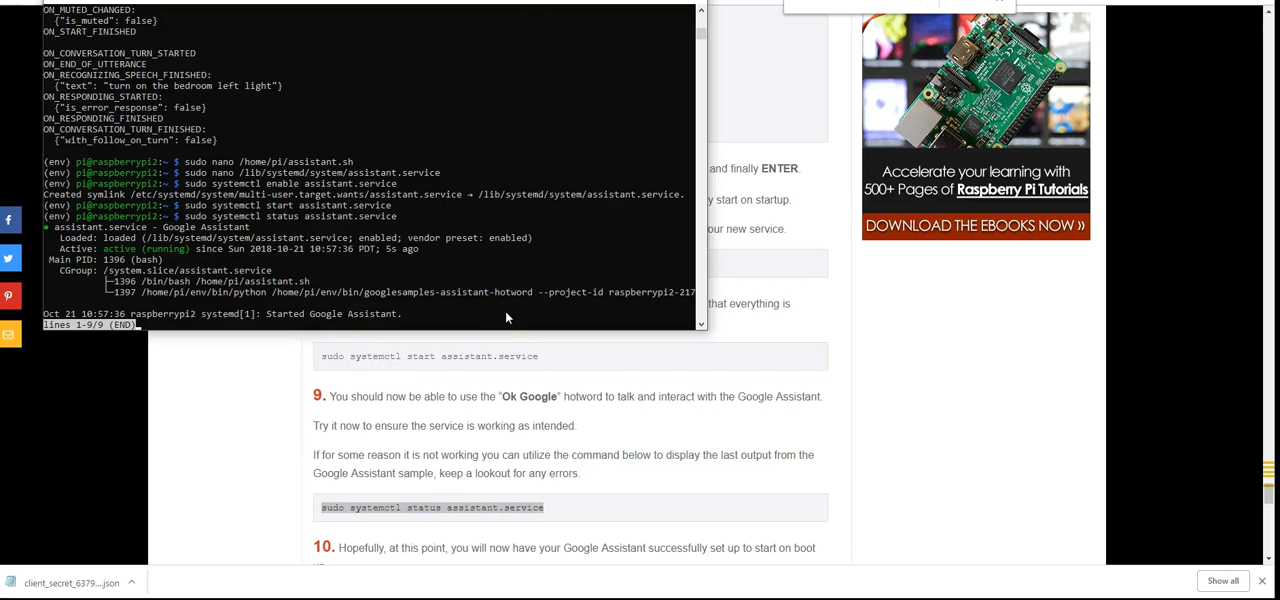 ON_MUTED_CHANGED:
{"is_muted": false}
ON_START_FINISHED
ON_CONVERSATION_TURN_STARTED
ON_END_OF_UTTERANCE
ON_RECOGNIZING_SPEECH_FINISHED:
{"text": "turn on the bedroom left light"}
ON_RESPONDING_STARTED:
{"is_error_response": false}
ON_RESPONDING_FINISHED
ON_CONVERSATION_TURN_FINISHED:
{"with_follow_on_turn": false}
(env) pi@raspberrypi2:~ $ sudo nano /home/pi/assistant.sh
(env) pi@raspberrypi2:~ $ sudo nano /lib/systemd/system/assistant.service
(env) pi@raspberrypi2:~ $ sudo systemctl enable assistant.service
Created symlink /etc/systemd/system/multi-user.target.wants/assistant.service → /lib/systemd/system/assistant.service.
(env) pi@raspberrypi2:~ $ sudo systemctl start assistant.service
(env) pi@raspberrypi2:~ $ sudo systemctl status assistant.service
● assistant.service - Google Assistant
Loaded: loaded (/lib/systemd/system/assistant.service; enabled; vendor preset: enabled)
Active: active (running) since Sun 2018-10-21 10:57:36 PDT; 5s ago
Main PID: 1396 (bash)
CGroup: /system.slice/assistant.service
├─1396 /bin/bash /home/pi/assistant.sh
└─1397 /home/pi/env/bin/python /home/pi/env/bin/googlesamples-assistant-hotword --project-id raspberrypi2-217
Oct 21 10:57:36 raspberrypi2 systemd[1]: Started Google Assistant.
lines 1-9/9 (END)
and finally ENTER.
y start on startup.
our new service.
that everything is
sudo systemctl start assistant.service
9. You should now be able to use the "Ok Google" hotword to talk and interact with the Google Assistant.
Try it now to ensure the service is working as intended.
If for some reason it is not working you can utilize the command below to display the last output from the
Google Assistant sample, keep a lookout for any errors.
sudo systemctl status assistant.service
10. Hopefully, at this point, you will now have your Google Assistant successfully set up to start on boot
Accelerate your learning with
500+ Pages of Raspberry Pi Tutorials
DOWNLOAD THE EBOOKS NOW »
client_secret_6379....json
Show all